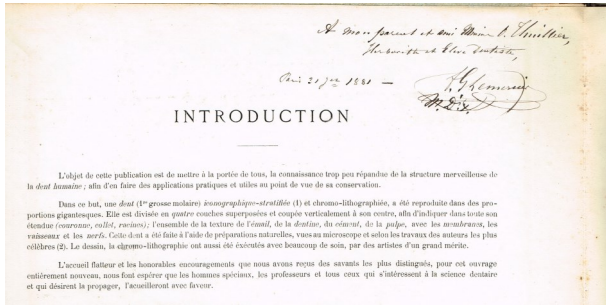 A mon parent et ami
Paris 31 1881 —
INTRODUCTION
L'objet de cette publication est de mettre à la portée de tous, la connaissance trop peu répandue de la structure merveilleuse de
la dent humaine ; afin d'en faire des applications pratiques et utiles au point de vue de sa conservation.
Dans ce but, une dent (1re grosse molaire) iconographique-stratifiée (1) et chromo-lithographiée, a été reproduite dans des pro-
portions gigantesques. Elle est divisée en quatre couches superposées et coupée verticalement à son centre, afin d'indiquer dans toute son
étendue (couronne, collet, racines); l'ensemble de la texture de l'émail, de la dentine, du cément, de la pulpe, avec les membranes, les
vaisseaux et les nerfs. Cette dent a été faite à l'aide de préparations naturelles, vues au microscope et selon les travaux des auteurs les plus
célèbres (2). Le dessin, la chromo-lithographie ont aussi été exécutés avec beaucoup de soin, par des artistes d'un grand mérite.
L'accueil flatteur et les honorables encouragements que nous avons reçus des savants les plus distingués, pour cet ouvrage
entièrement nouveau, nous font espérer que les hommes spéciaux, les professeurs et tous ceux qui s'intéressent à la science dentaire
et qui désirent la propager, l'accueilleront avec faveur.